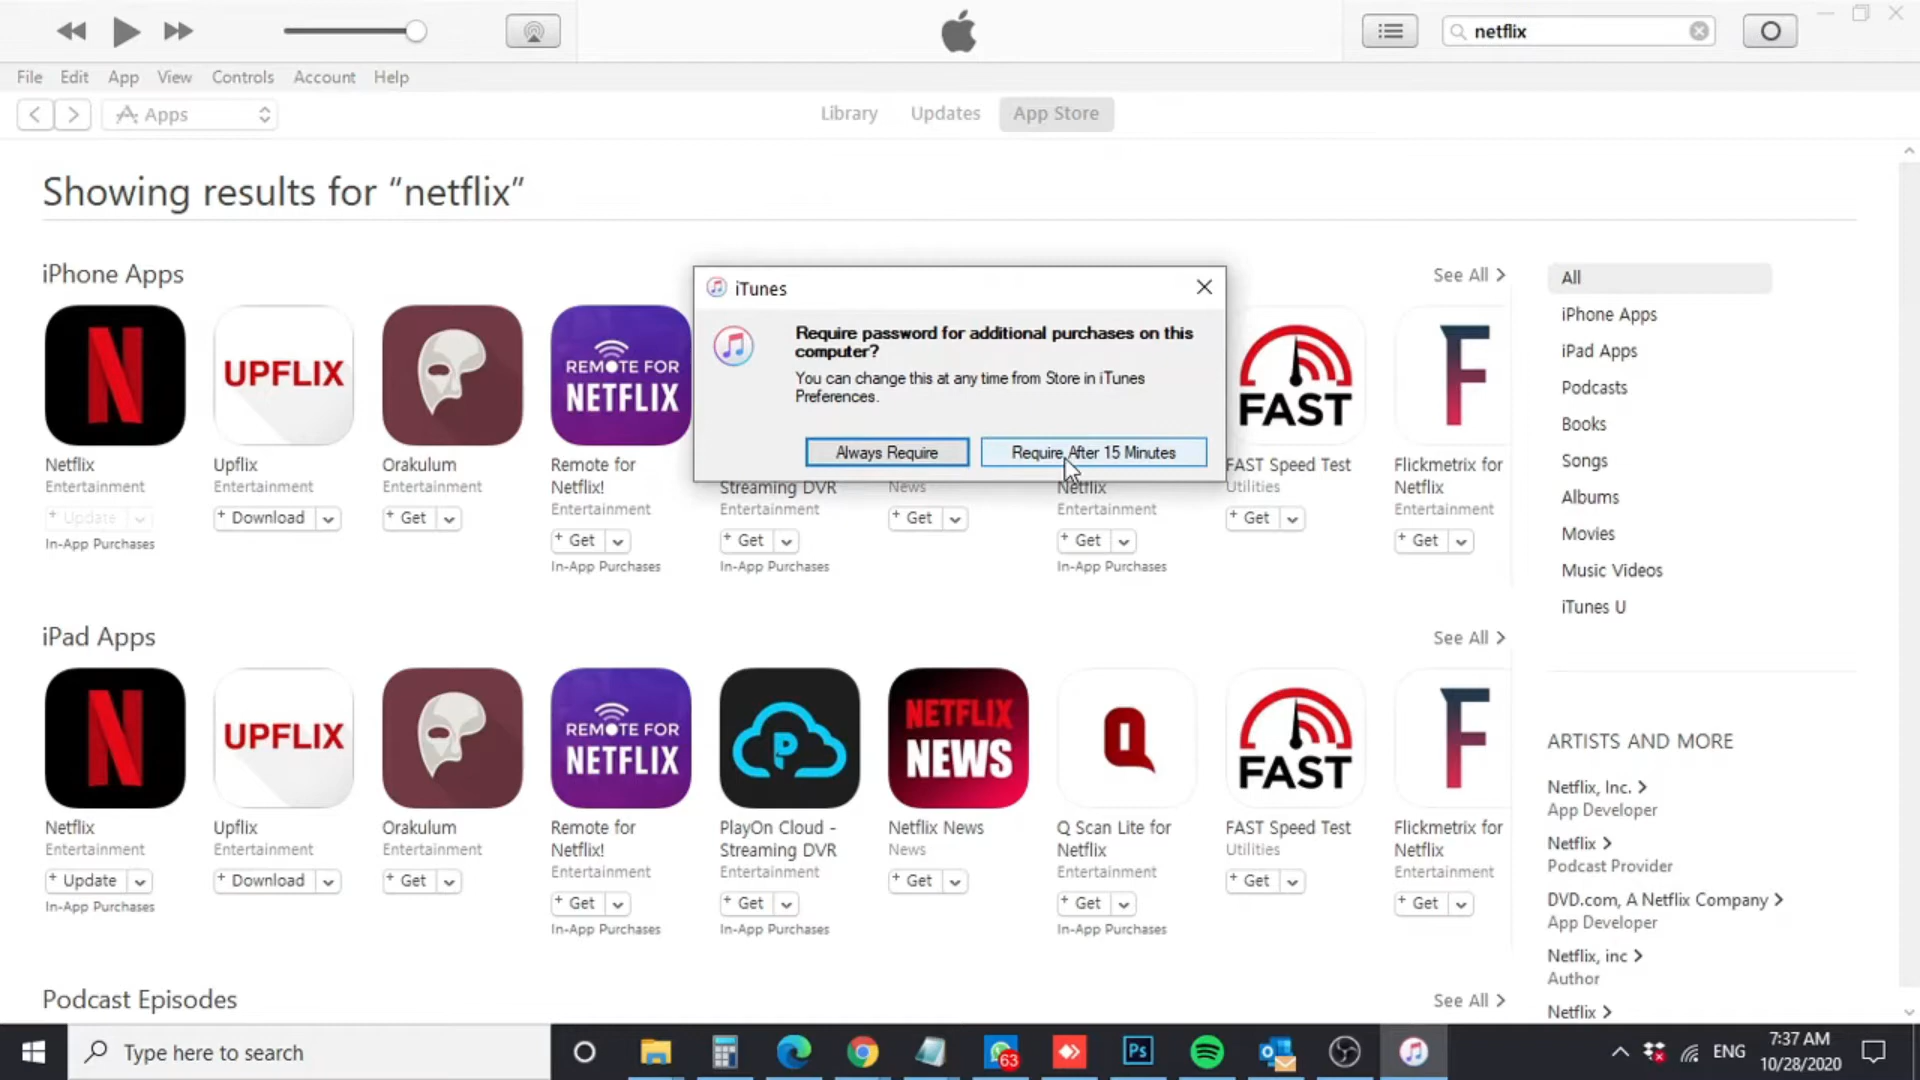 netflix
File Edit App View Controls Account Help
Apps
Library Updates App Store
Showing results for “netflix”
iPhone Apps
See All
UPFLIX
REMOTE FOR
NETFLIX
FAST
F
Netflix
Entertainment
+ Update
In-App Purchases
Upflix
Entertainment
+ Download
Orakulum
Entertainment
+ Get
Remote for
Netflix!
Entertainment
+ Get
In-App Purchases
Streaming DVR
Entertainment
+ Get
In-App Purchases
News
+ Get
Netflix
Entertainment
+ Get
In-App Purchases
FAST Speed Test
Utilities
+ Get
Flickmetrix for
Netflix
Entertainment
+ Get
iTunes
Require password for additional purchases on this
computer?
You can change this at any time from Store in iTunes
Preferences.
Always Require
Require After 15 Minutes
All
iPhone Apps
iPad Apps
Podcasts
Books
Songs
Albums
Movies
Music Videos
iTunes U
iPad Apps
See All
N
UPFLIX
REMOTE FOR
NETFLIX
P
NETFLIX
NEWS
Q
FAST
F
Netflix
Entertainment
+ Update
In-App Purchases
Upflix
Entertainment
+ Download
Orakulum
Entertainment
+ Get
Remote for
Netflix!
Entertainment
+ Get
In-App Purchases
PlayOn Cloud -
Streaming DVR
Entertainment
+ Get
In-App Purchases
Netflix News
News
+ Get
Q Scan Lite for
Netflix
Entertainment
+ Get
In-App Purchases
FAST Speed Test
Utilities
+ Get
Flickmetrix for
Netflix
Entertainment
+ Get
ARTISTS AND MORE
Netflix, Inc.
App Developer
Netflix
Podcast Provider
DVD.com, A Netflix Company
App Developer
Netflix, inc
Author
Netflix
Podcast Episodes
See All
Type here to search
63
Ps
ENG
7:37 AM
10/28/2020